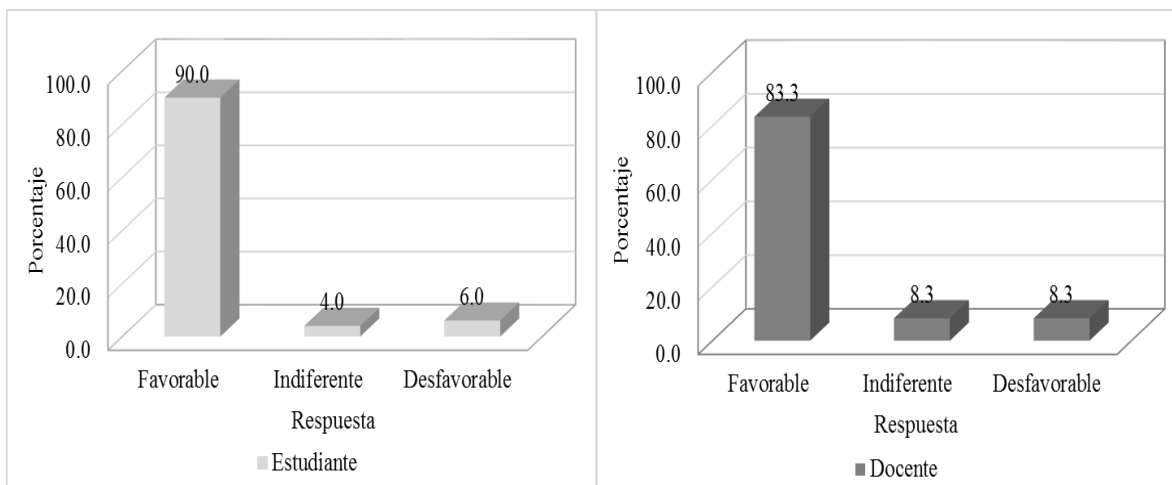 100.0
80.0
60.0
40.0
20.0
0.0
Porcentaje
90.0
4.0
6.0
Favorable Indiferente Desfavorable
Respuesta
Estudiante
100.0
80.0
60.0
40.0
20.0
0.0
Porcentaje
83.3
8.3
8.3
Favorable Indiferente Desfavorable
Respuesta
Docente